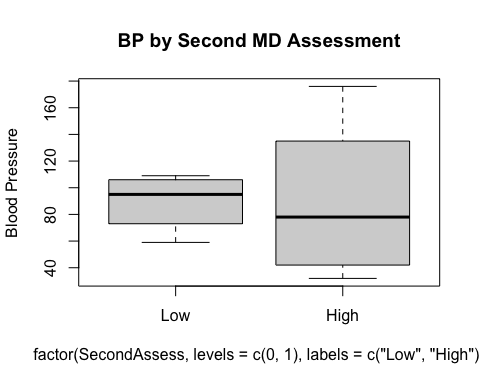 BP by Second MD Assessment
Blood Pressure
160
120
80
40
Low High
factor(SecondAssess, levels = c(0, 1), labels = c("Low", "High")